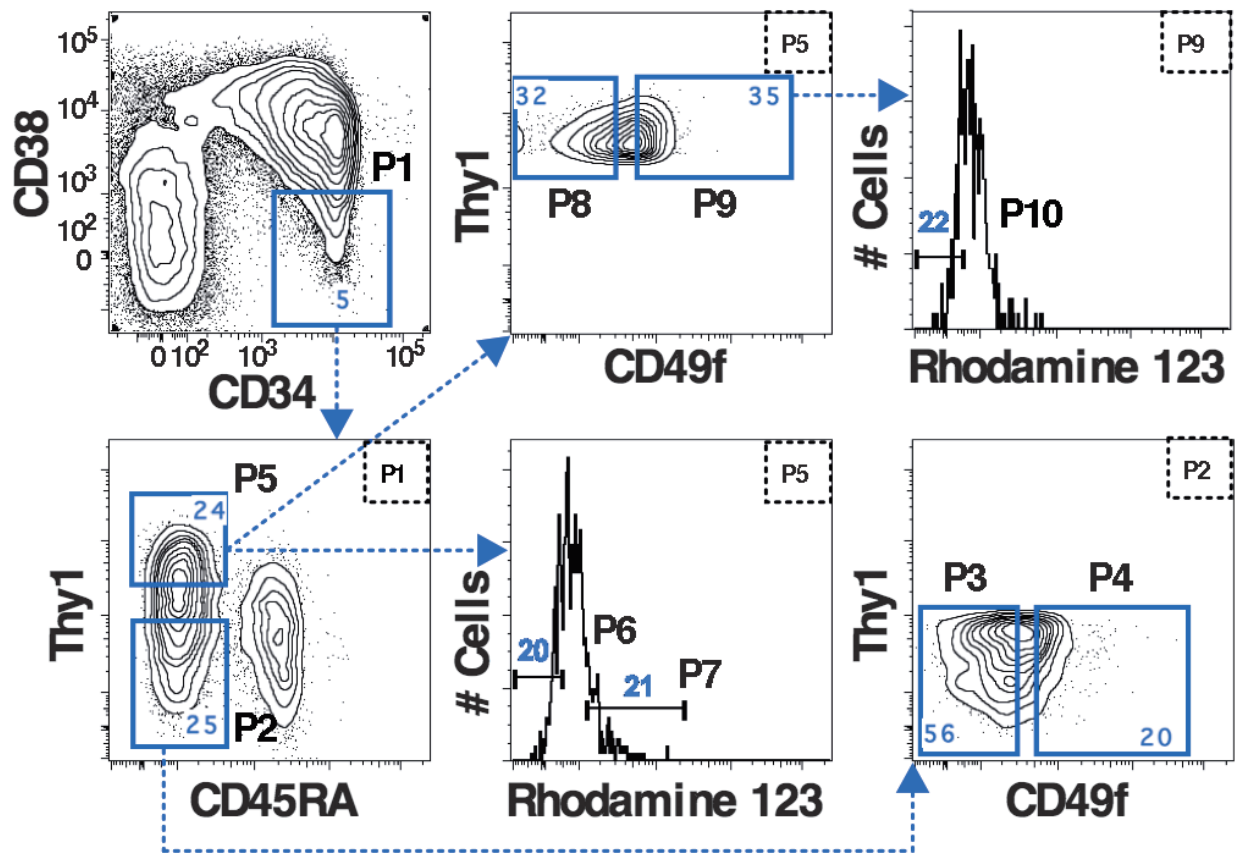 CD38
10⁵
10⁴
10³
10²
0
P1
5
0 10² 10³ 10⁵
CD34
P5
32
35
P8
P9
Thy1
CD49f
P9
# Cells
22
P10
Rhodamine 123
P5
P1
24
Thy1
25
P2
CD45RA
P5
# Cells
P6
20
21
P7
Rhodamine 123
P2
Thy1
P3
P4
56
20
CD49f